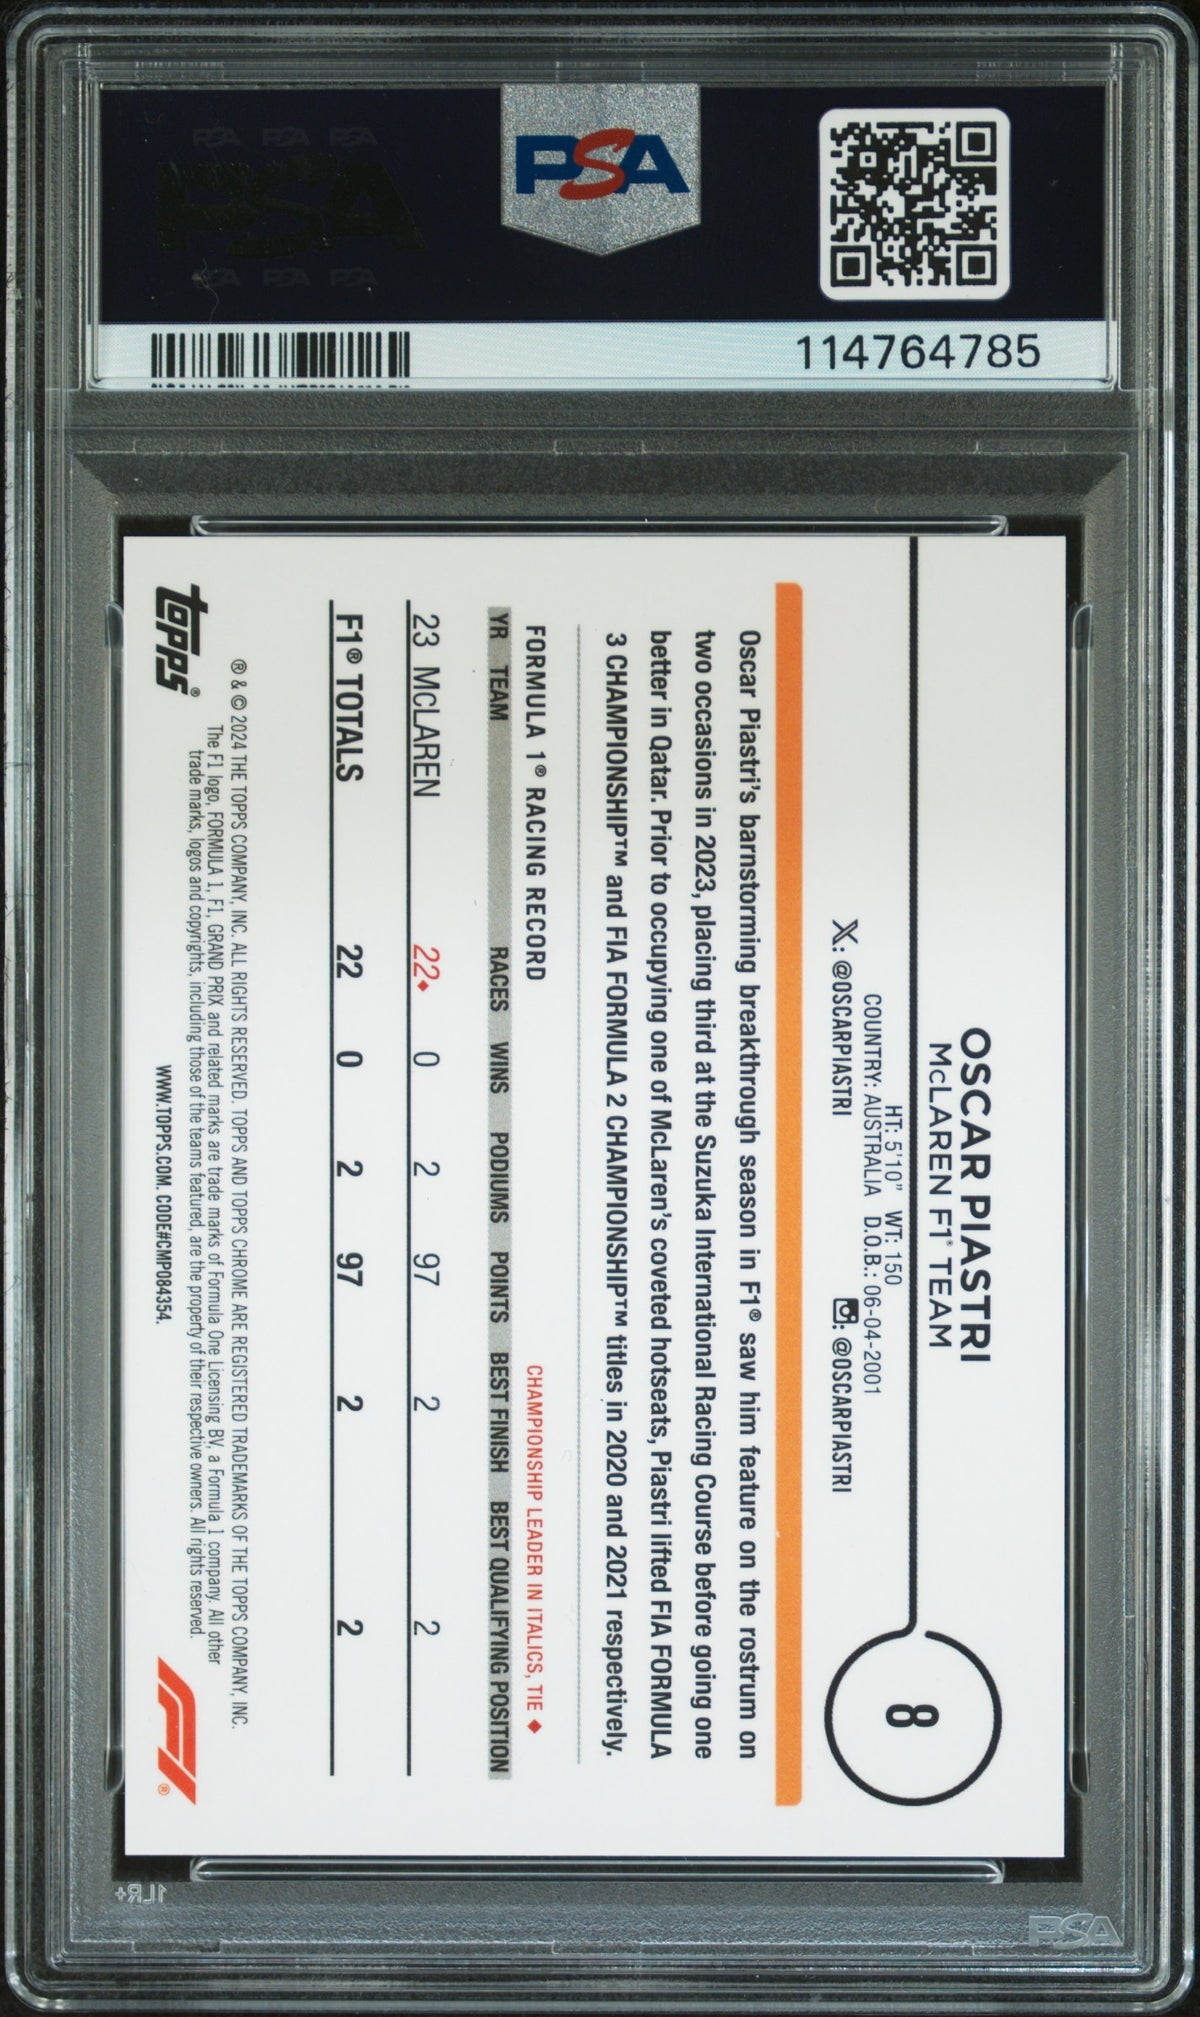 PSA PSA PSA
PSA
PSA PSA PSA
PSA
114764785
OSCAR PIASTRI
McLAREN F1® TEAM
8
HT: 5'10" WT: 150
COUNTRY: AUSTRALIA D.O.B.: 06-04-2001
X: @OSCARPIASTRI : @OSCARPIASTRI
Oscar Piastri's barnstorming breakthrough season in F1® saw him feature on the rostrum on
two occasions in 2023, placing third at the Suzuka International Racing Course before going one
better in Qatar. Prior to occupying one of McLaren's coveted hotseats, Piastri lifted FIA FORMULA
3 CHAMPIONSHIP™ and FIA FORMULA 2 CHAMPIONSHIP™ titles in 2020 and 2021 respectively.
FORMULA 1® RACING RECORD CHAMPIONSHIP LEADER IN ITALICS, TIE ♦
YR TEAM RACES WINS PODIUMS POINTS BEST FINISH BEST QUALIFYING POSITION
23 McLAREN 22♦ 0 2 97 2 2
F1® TOTALS 22 0 2 97 2 2
® & © 2024 THE TOPPS COMPANY, INC. ALL RIGHTS RESERVED. TOPPS AND TOPPS CHROME ARE REGISTERED TRADEMARKS OF THE TOPPS COMPANY, INC.
The F1 logo, FORMULA 1, F1, GRAND PRIX and related marks are trade marks of Formula One Licensing BV, a Formula 1 company. All other
trade marks, logos and copyrights, including those of the teams featured, are the property of their respective owners. All rights reserved.
WWW.TOPPS.COM. CODE#CMP084354.
topps®
F1®
1LR+
PSA